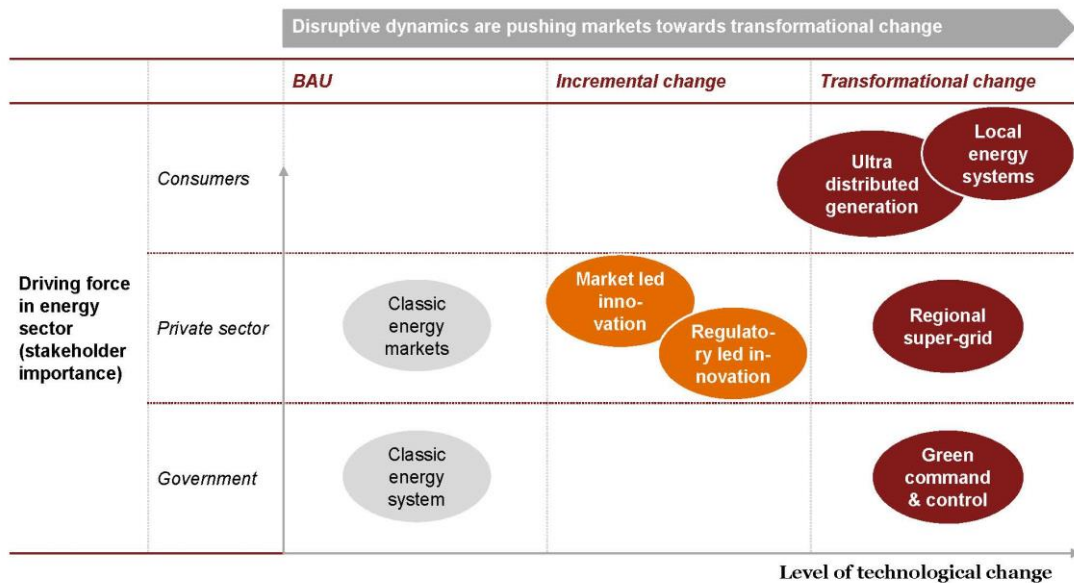 Disruptive dynamics are pushing markets towards transformational change
BAU
Incremental change
Transformational change
Consumers
Ultra
distributed
generation
Local
energy
systems
Driving force
in energy
sector
(stakeholder
importance)
Private sector
Classic
energy
markets
Market led
inno-
vation
Regulato-
ry led in-
novation
Regional
super-grid
Government
Classic
energy
system
Green
command
& control
Level of technological change